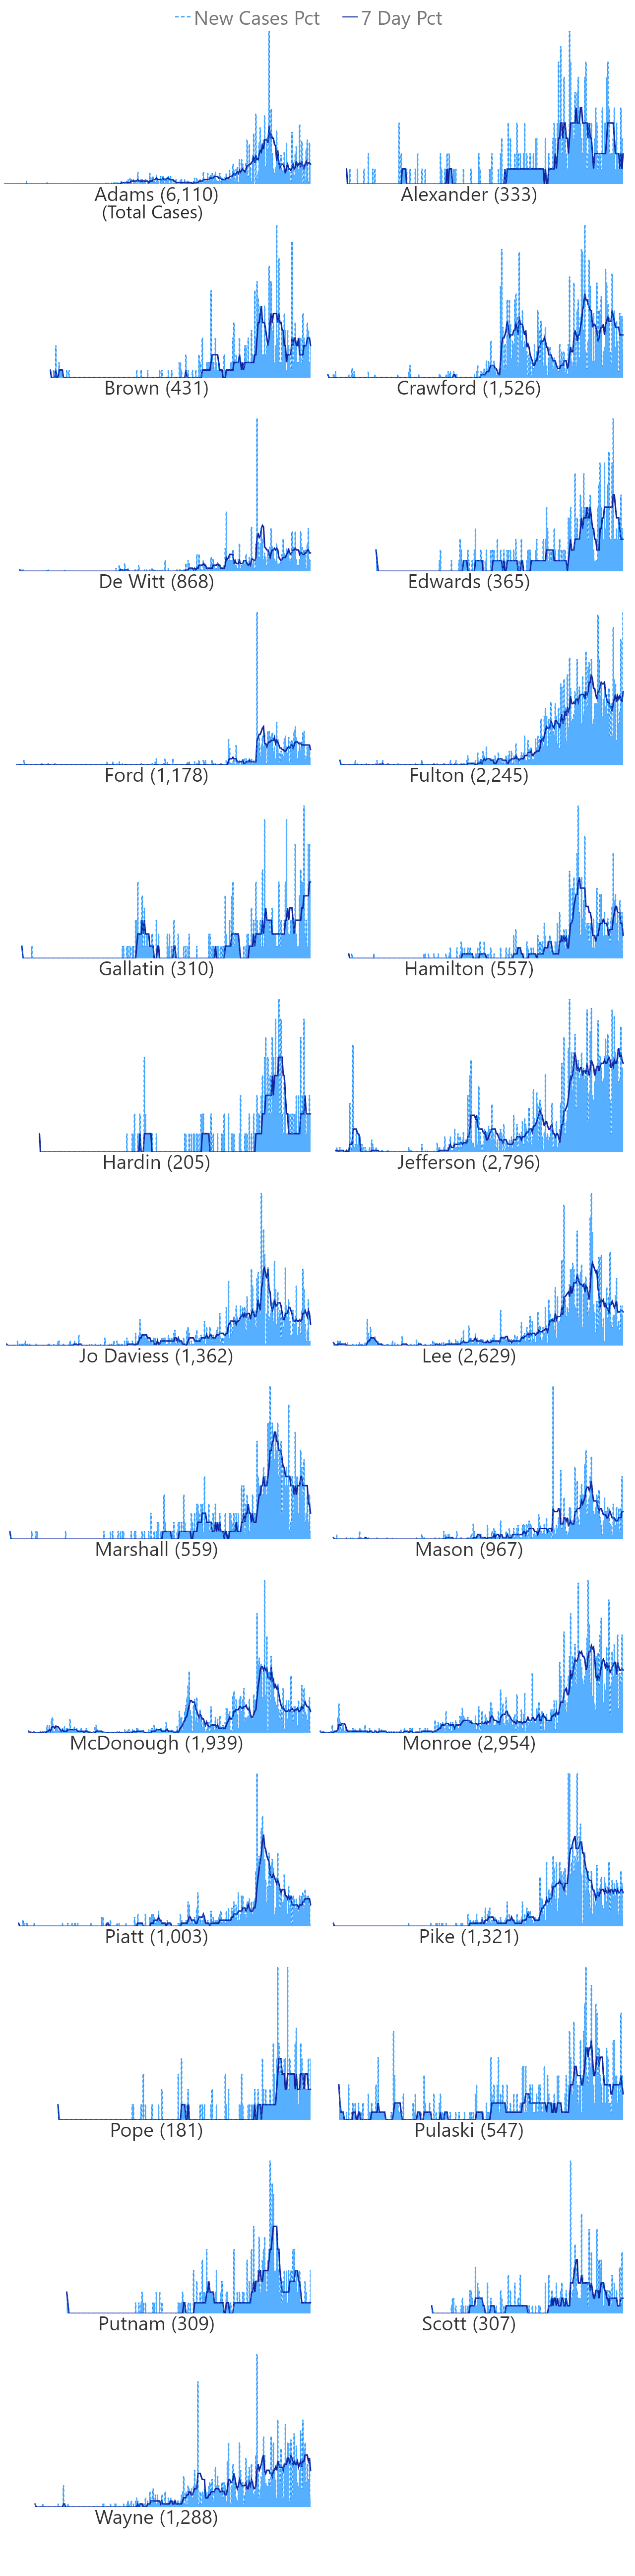 New Cases Pct 7 Day Pct
Adams (6,110) Alexander (333)
(Total Cases)
Brown (431) Crawford (1,526)
De Witt (868) Edwards (365)
Ford (1,178) Fulton (2,245)
Gallatin (310) Hamilton (557)
Hardin (205) Jefferson (2,796)
Jo Daviess (1,362) Lee (2,629)
Marshall (559) Mason (967)
McDonough (1,939) Monroe (2,954)
Piatt (1,003) Pike (1,321)
Pope (181) Pulaski (547)
Putnam (309) Scott (307)
Wayne (1,288)